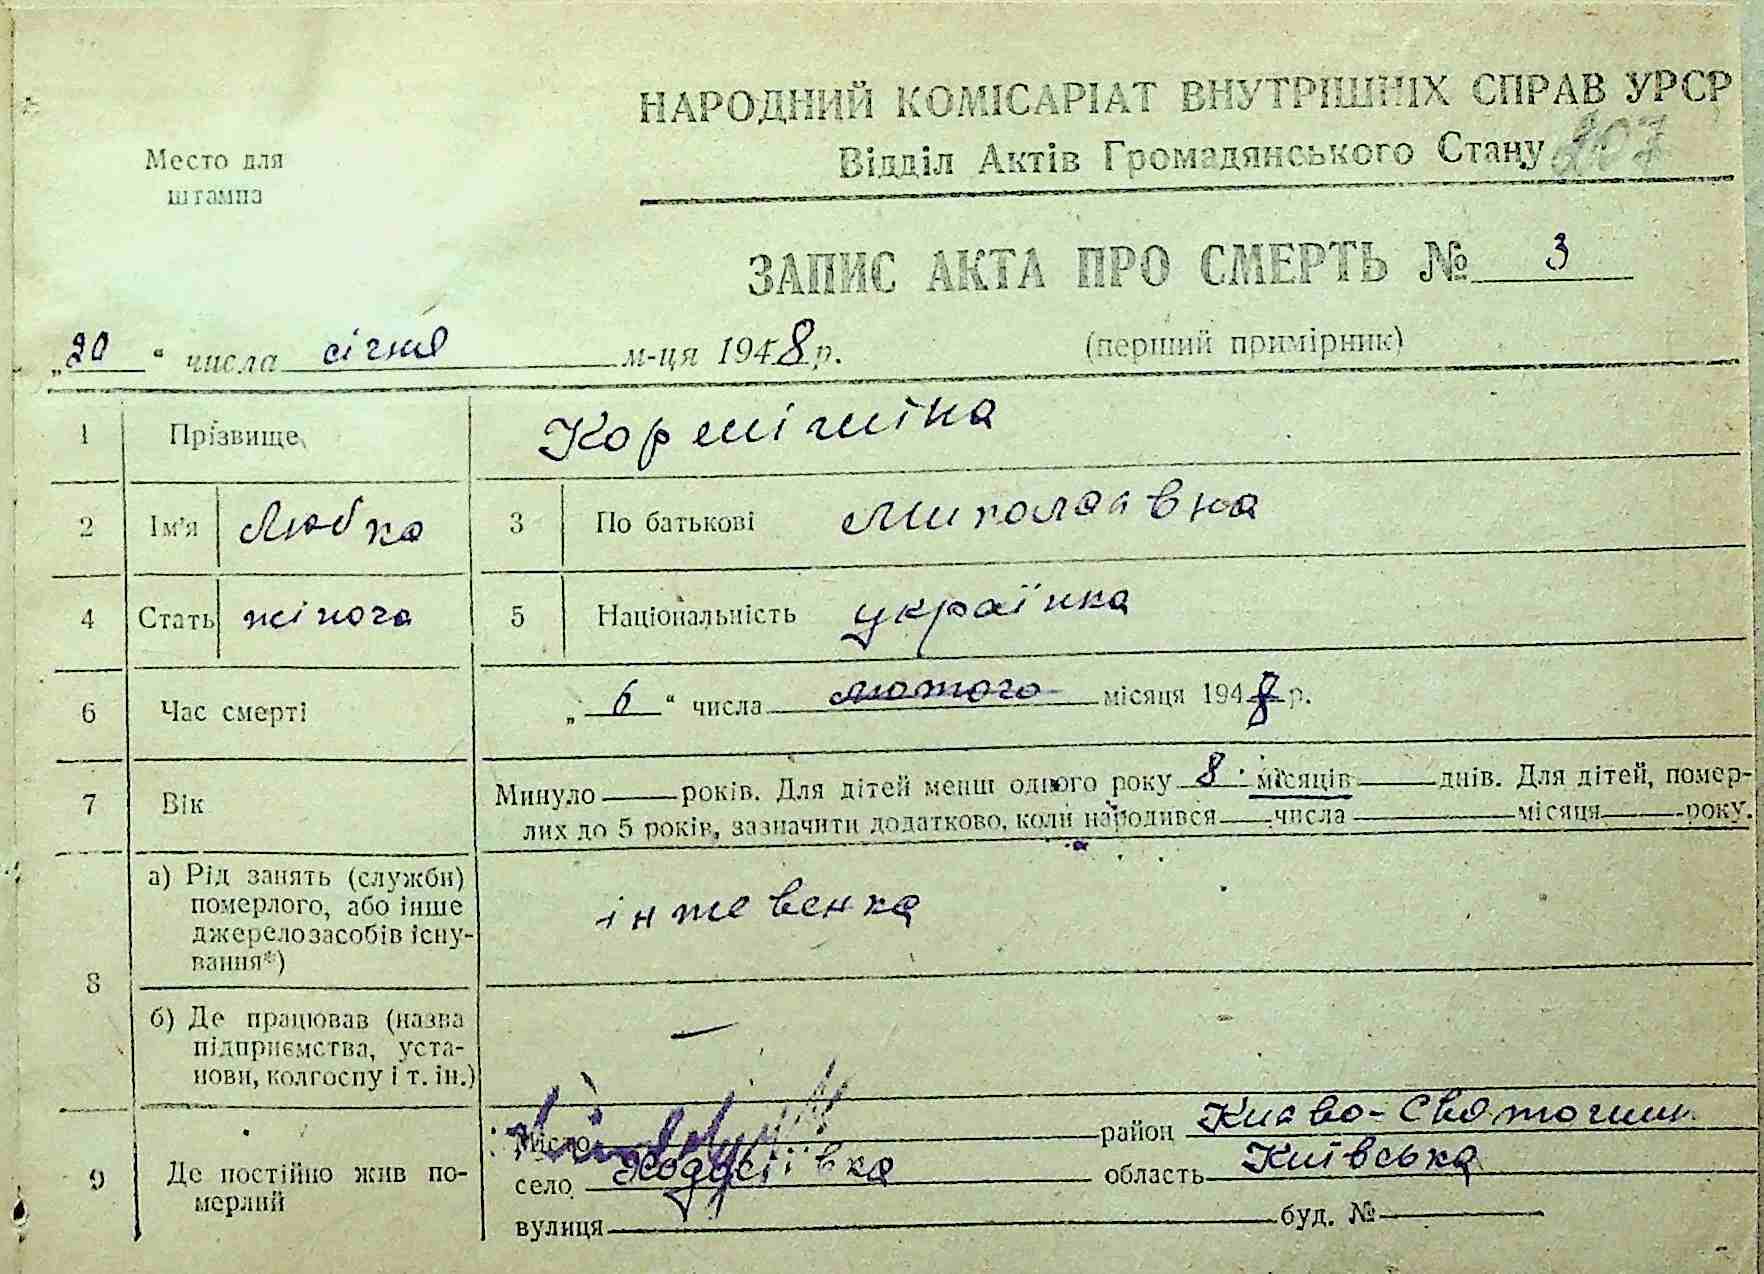 НАРОДНИЙ КОМІСАРІАТ ВНУТРІШНІХ СПРАВ УРСР
Відділ Актів Громадянського Стану 207
Место для
штампа
ЗАПИС АКТА ПРО СМЕРТЬ № 3
„20“ числа січня м-ця 1948 р. (перший примірник)
1 Прізвище
2 Ім'я Любка 3 По батькові Миколаавна
4 Стать жіноча 5 Національність українка
6 Час смерті „6“ числа лютого місяця 1948 р.
7 Вік Минуло — років. Для дітей менш одного року 8 місяців — днів. Для дітей, помер-
лих до 5 років, зазначити додатково, коли народився — числа — місяця — року.
8 а) Рід занять (служби)
померлого, або інше
джерело засобів існу-
вання*)
інжевенка
б) Де працював (назва
підприємства, уста-
нови, колгоспу і т. ін.)
—
9 Де постійно жив по-
мерлий
місто район Києво-Святошин
село Ходосіївка область Київська
вулиця — буд. № —